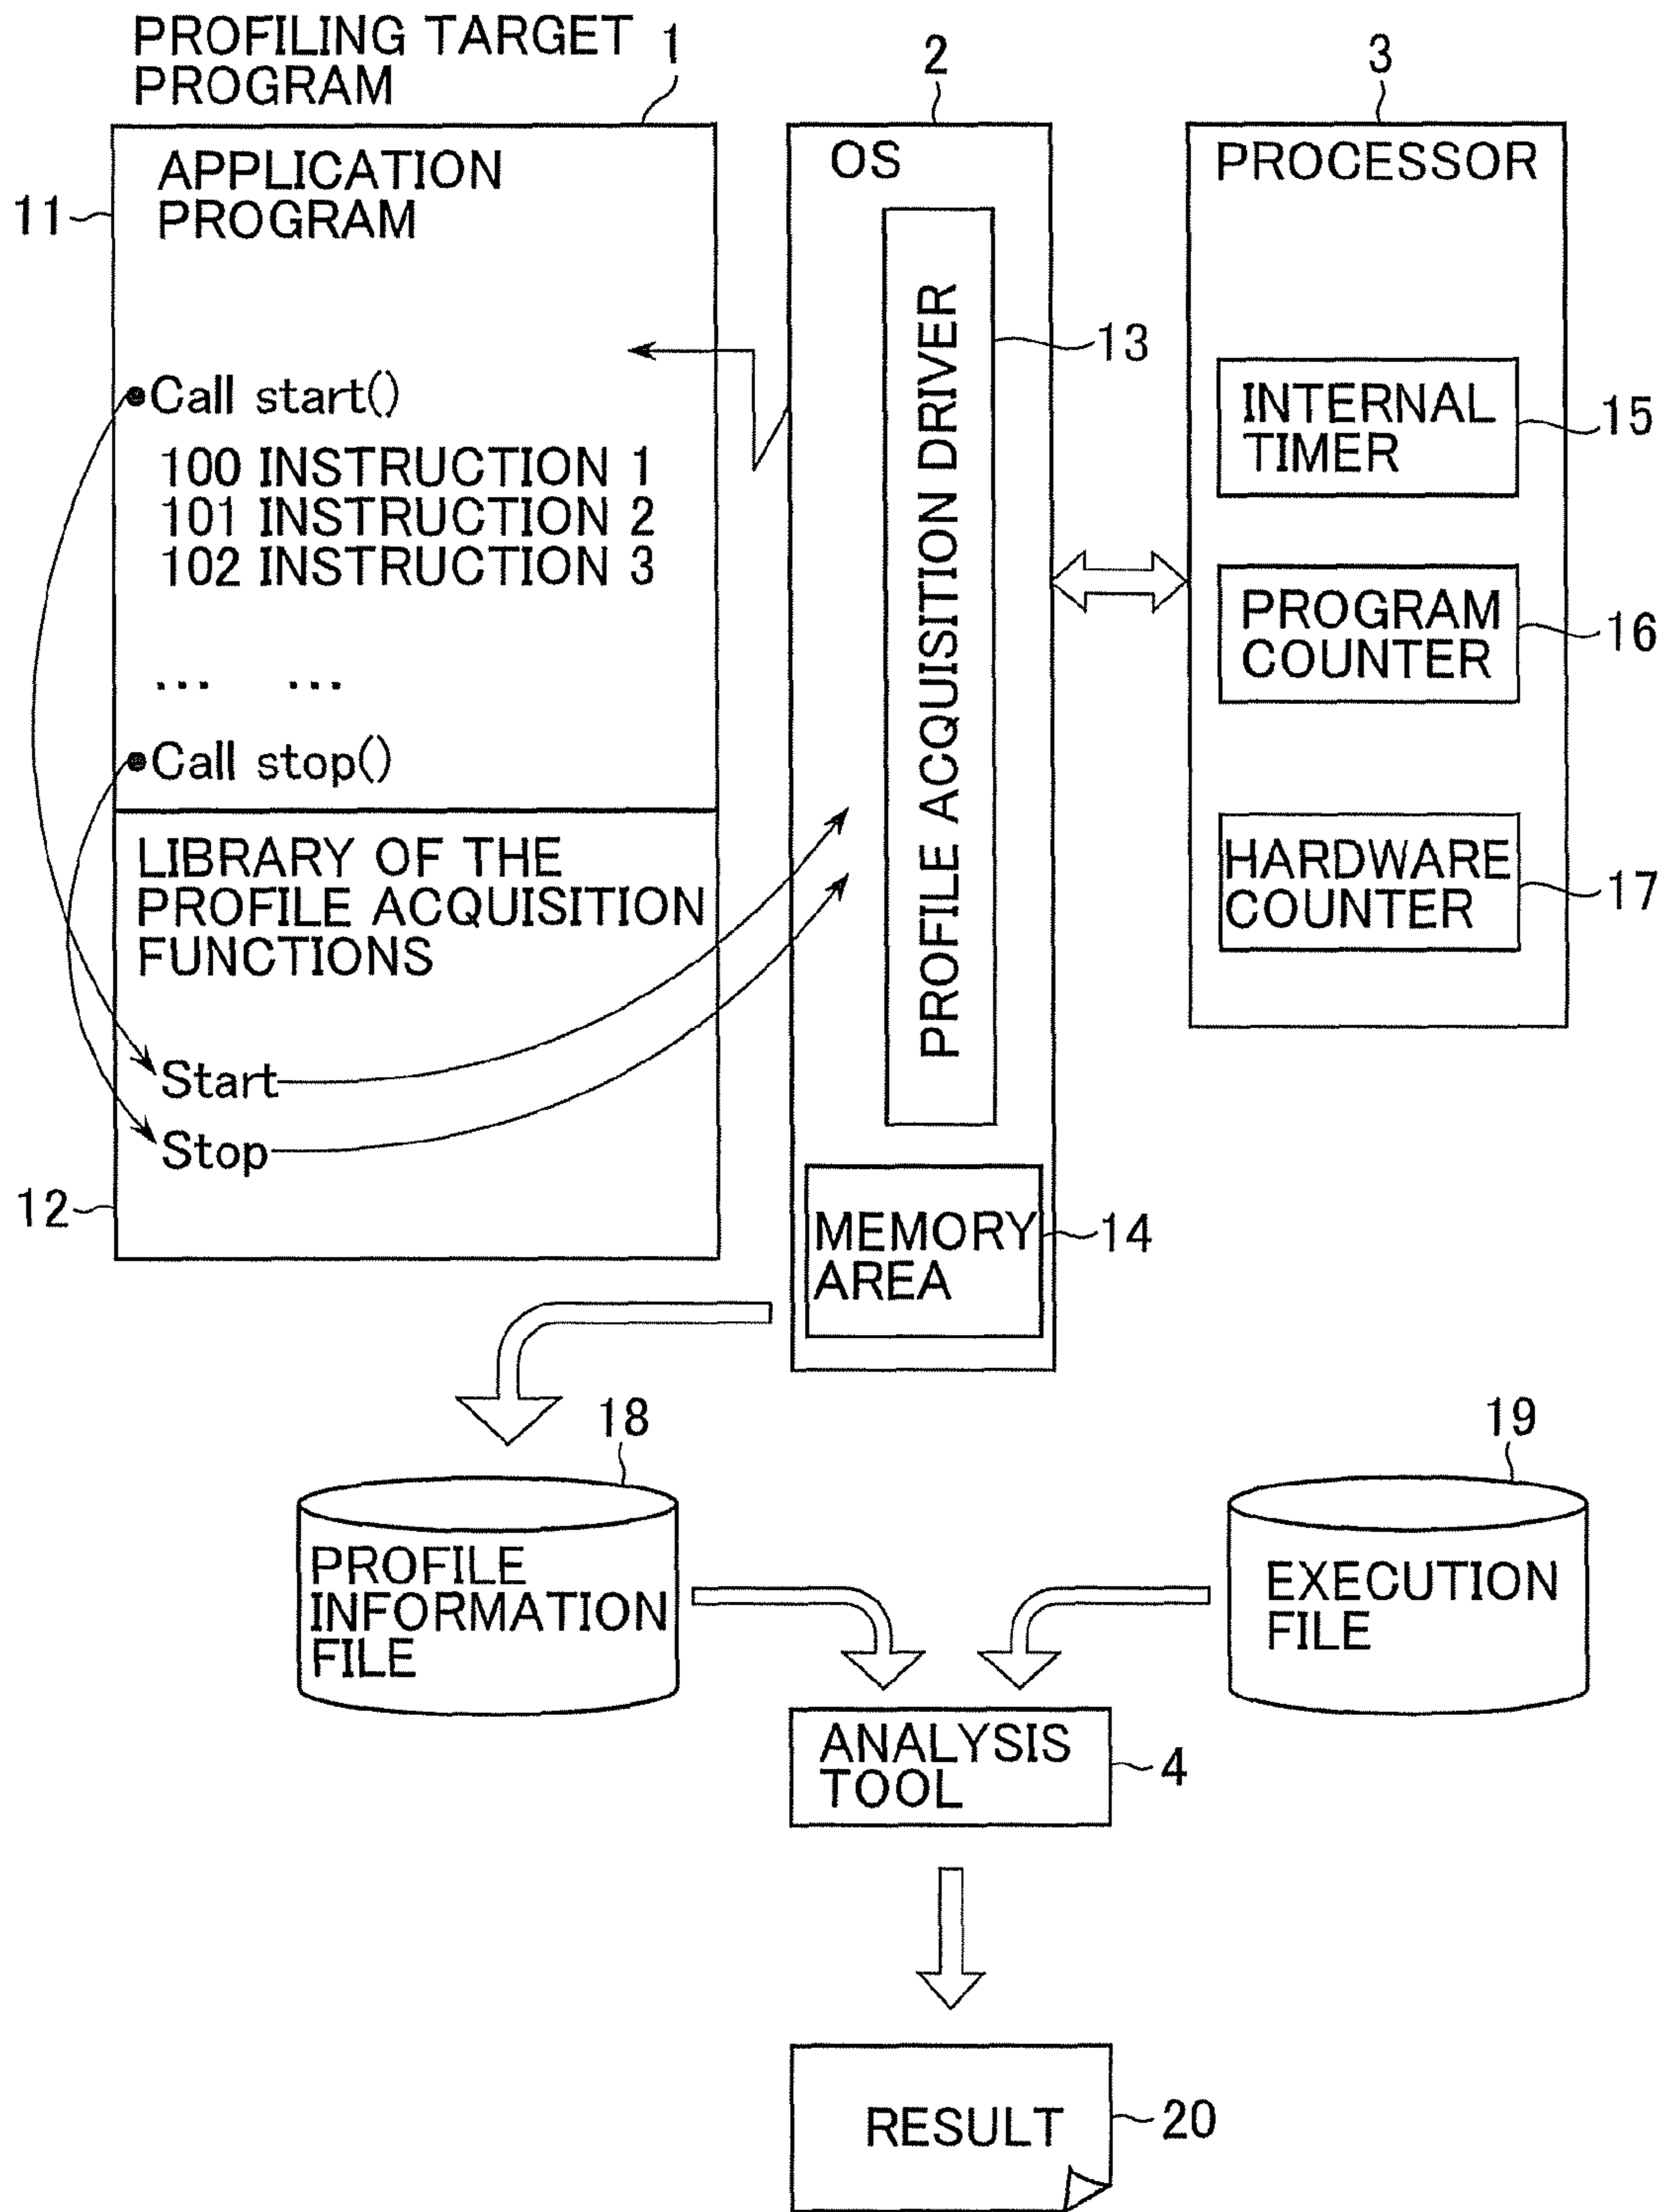 PROFILING TARGET
PROGRAM
1
2
3
APPLICATION
PROGRAM
11
Call start()
100 INSTRUCTION 1
101 INSTRUCTION 2
102 INSTRUCTION 3
... ...
Call stop()
LIBRARY OF THE
PROFILE ACQUISITION
FUNCTIONS
Start
Stop
12
OS
PROFILE ACQUISITION DRIVER
13
MEMORY
AREA
14
PROCESSOR
INTERNAL
TIMER
15
PROGRAM
COUNTER
16
HARDWARE
COUNTER
17
18
PROFILE
INFORMATION
FILE
19
EXECUTION
FILE
ANALYSIS
TOOL
4
RESULT
20